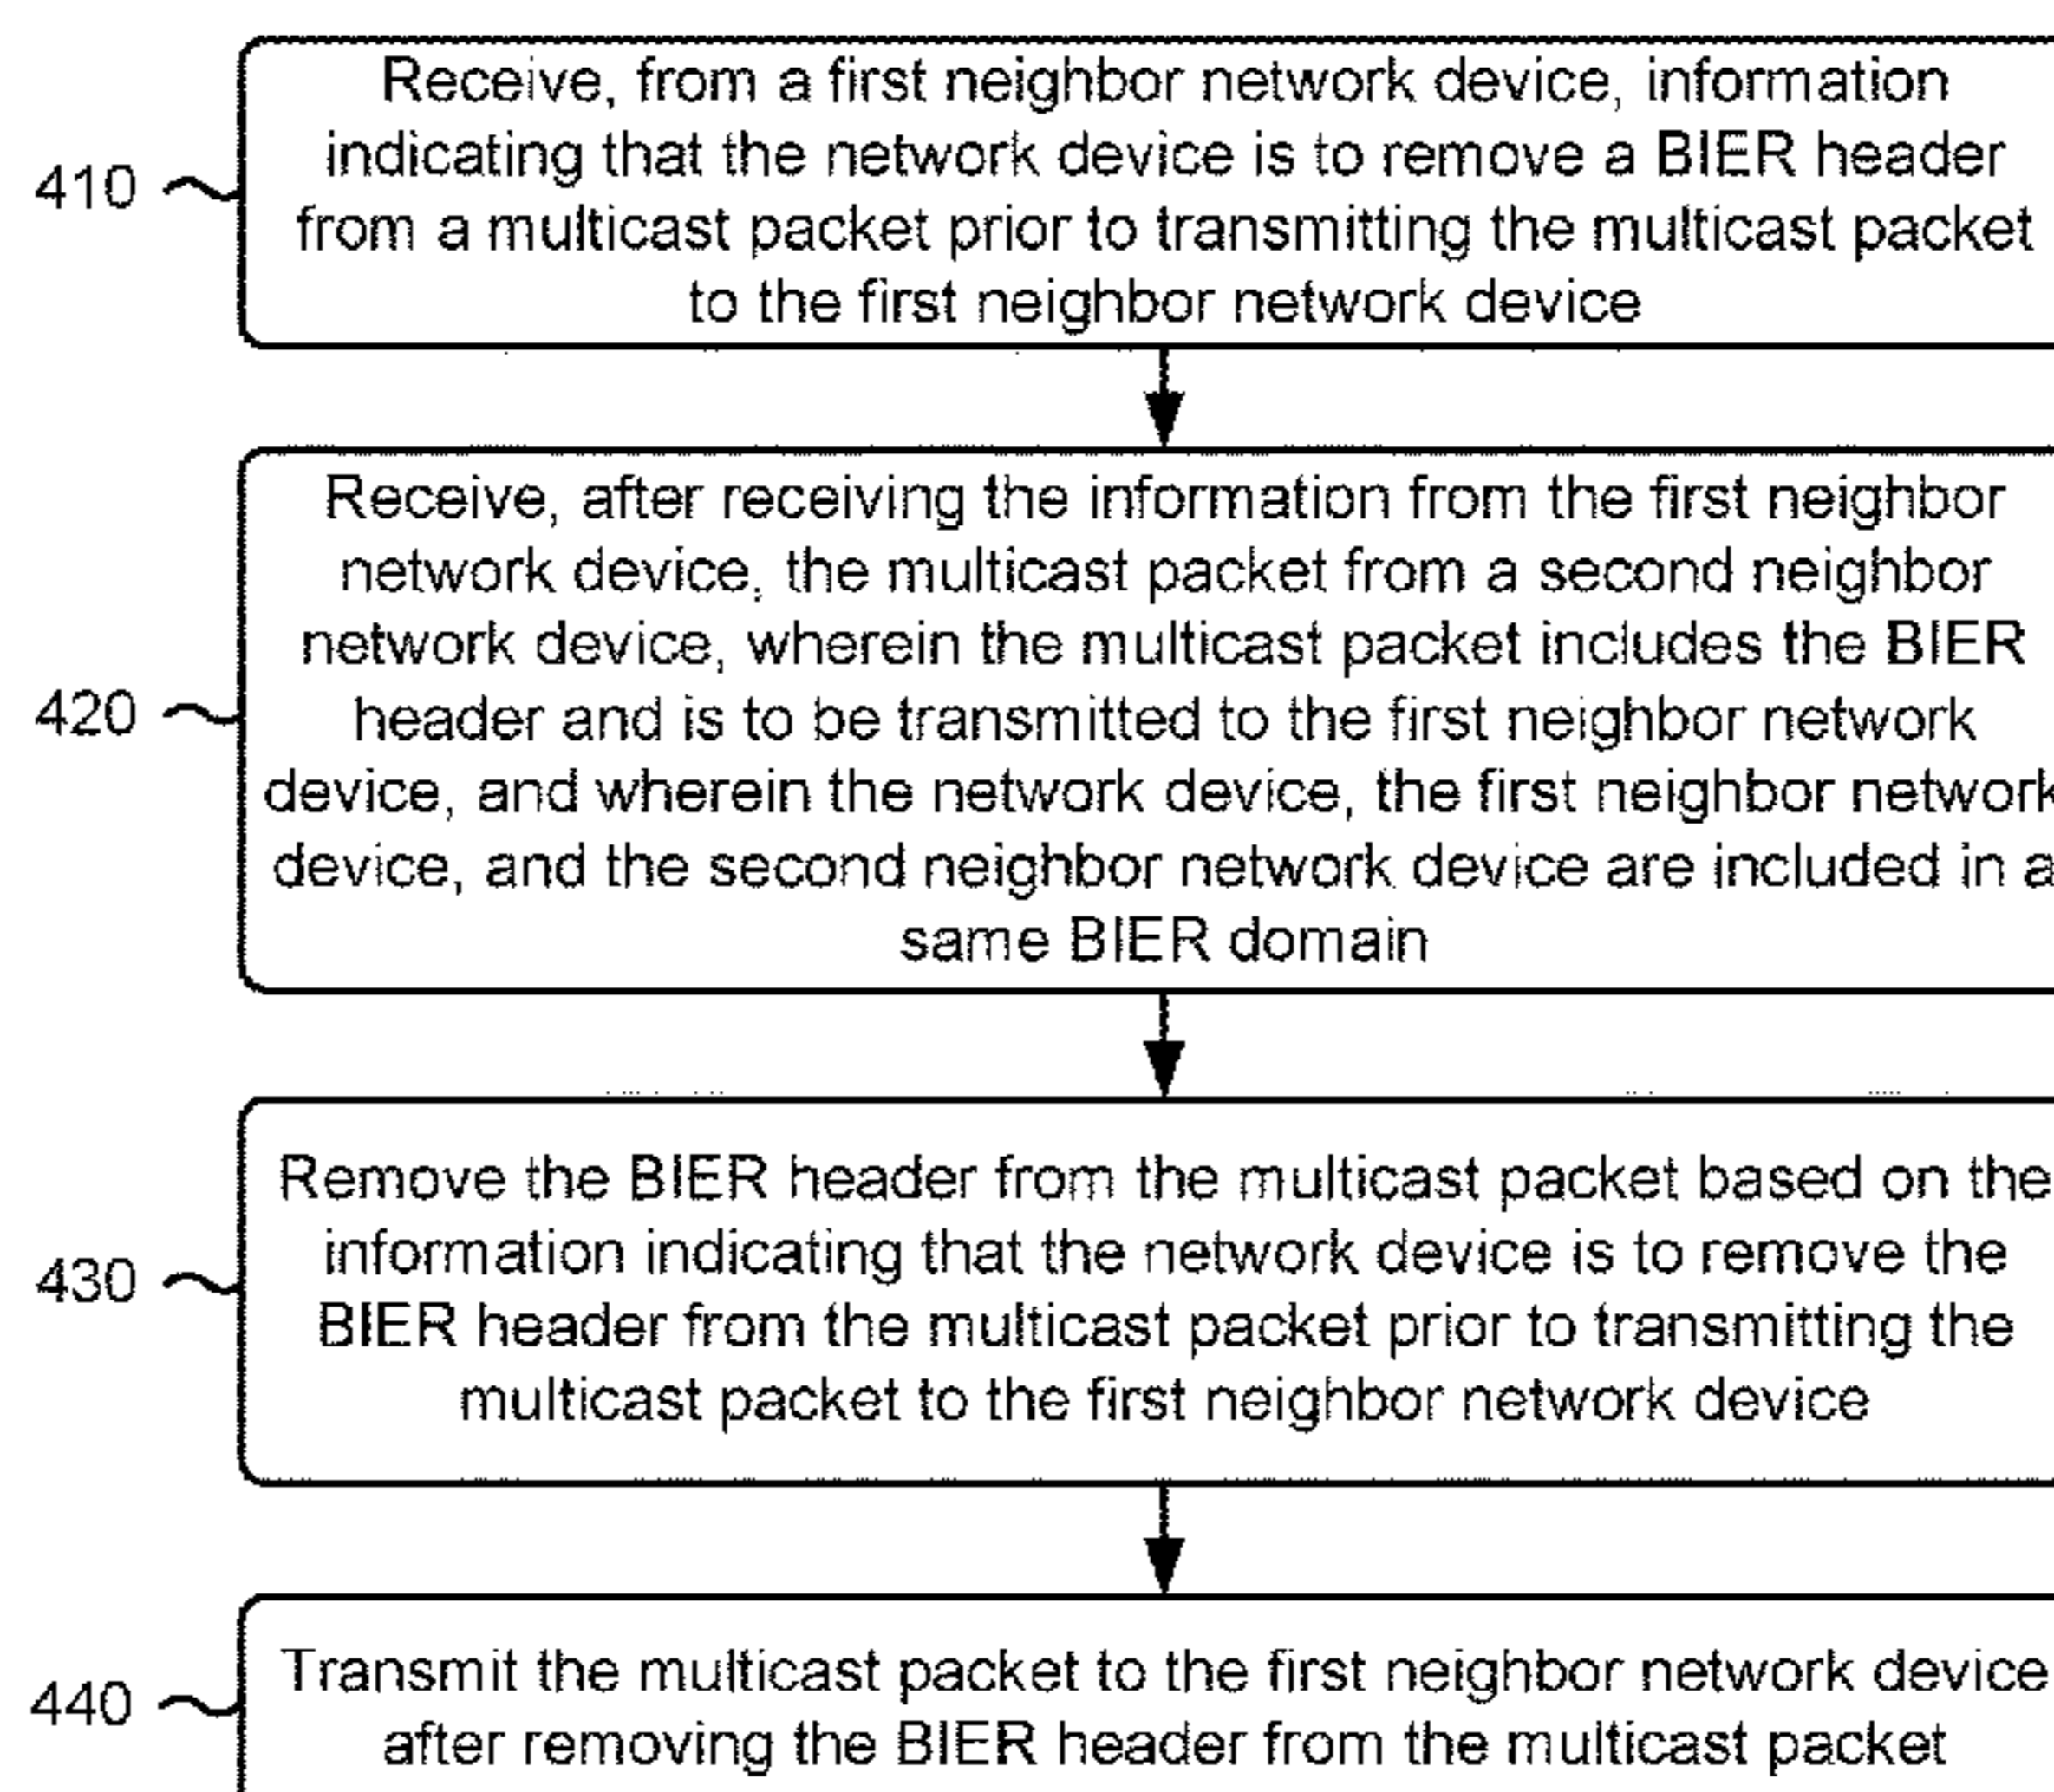 410
Receive, from a first neighbor network device, information
indicating that the network device is to remove a BIER header
from a multicast packet prior to transmitting the multicast packet
to the first neighbor network device
420
Receive, after receiving the information from the first neighbor
network device, the multicast packet from a second neighbor
network device, wherein the multicast packet includes the BIER
header and is to be transmitted to the first neighbor network
device, and wherein the network device, the first neighbor network
device, and the second neighbor network device are included in a
same BIER domain
430
Remove the BIER header from the multicast packet based on the
information indicating that the network device is to remove the
BIER header from the multicast packet prior to transmitting the
multicast packet to the first neighbor network device
440
Transmit the multicast packet to the first neighbor network device
after removing the BIER header from the multicast packet